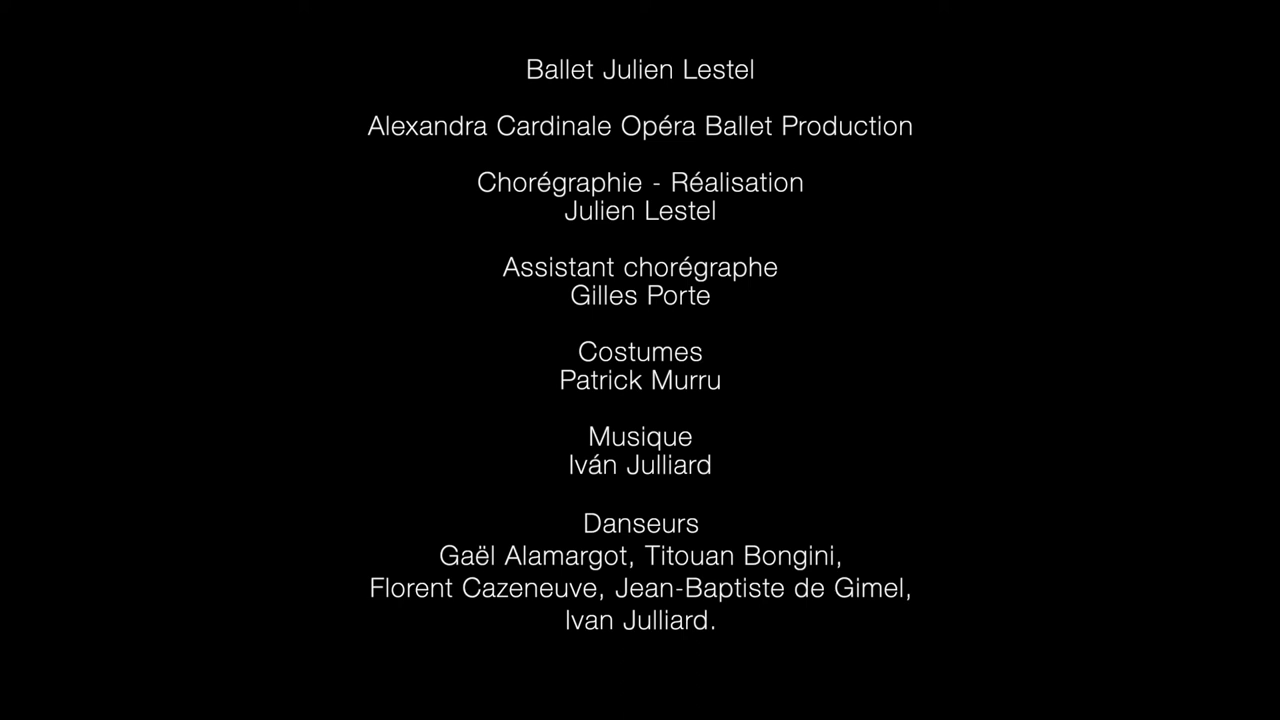 Ballet Julien Lestel
Alexandra Cardinale Opéra Ballet Production
Chorégraphie - Réalisation
Julien Lestel
Assistant chorégraphe
Gilles Porte
Costumes
Patrick Murru
Musique
Iván Julliard
Danseurs
Gaël Alamargot, Titouan Bongini,
Florent Cazeneuve, Jean-Baptiste de Gimel,
Ivan Julliard.